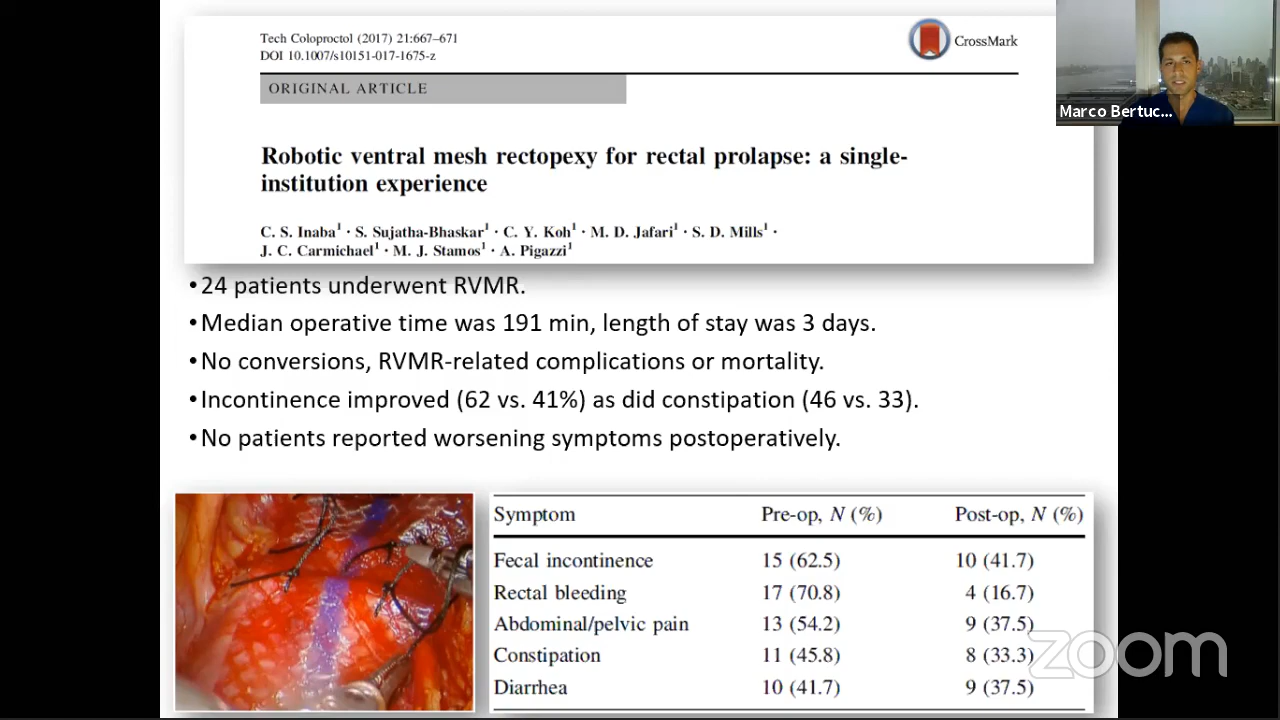 Tech Coloproctol (2017) 21:667–671
DOI 10.1007/s10151-017-1675-z
CrossMark
ORIGINAL ARTICLE
Robotic ventral mesh rectopexy for rectal prolapse: a single-
institution experience
C. S. Inaba¹ · S. Sujatha-Bhaskar¹ · C. Y. Koh¹ · M. D. Jafari¹ · S. D. Mills¹ ·
J. C. Carmichael¹ · M. J. Stamos¹ · A. Pigazzi¹
Marco Bertuc...
•24 patients underwent RVMR.
•Median operative time was 191 min, length of stay was 3 days.
•No conversions, RVMR-related complications or mortality.
•Incontinence improved (62 vs. 41%) as did constipation (46 vs. 33).
•No patients reported worsening symptoms postoperatively.
Symptom Pre-op, N (%) Post-op, N (%)
Fecal incontinence 15 (62.5) 10 (41.7)
Rectal bleeding 17 (70.8) 4 (16.7)
Abdominal/pelvic pain 13 (54.2) 9 (37.5)
Constipation 11 (45.8) 8 (33.3)
Diarrhea 10 (41.7) 9 (37.5)
zoom